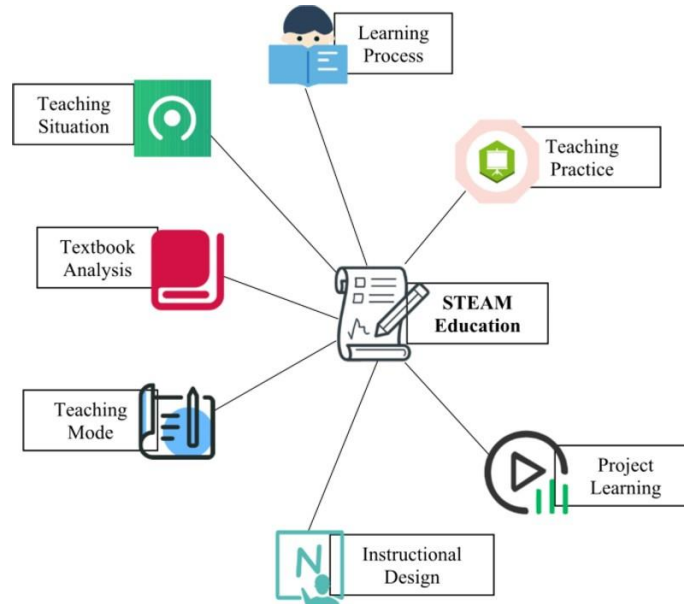 Learning
Process
Teaching
Situation
Teaching
Practice
Textbook
Analysis
STEAM
Education
Teaching
Mode
Project
Learning
N
Instructional
Design